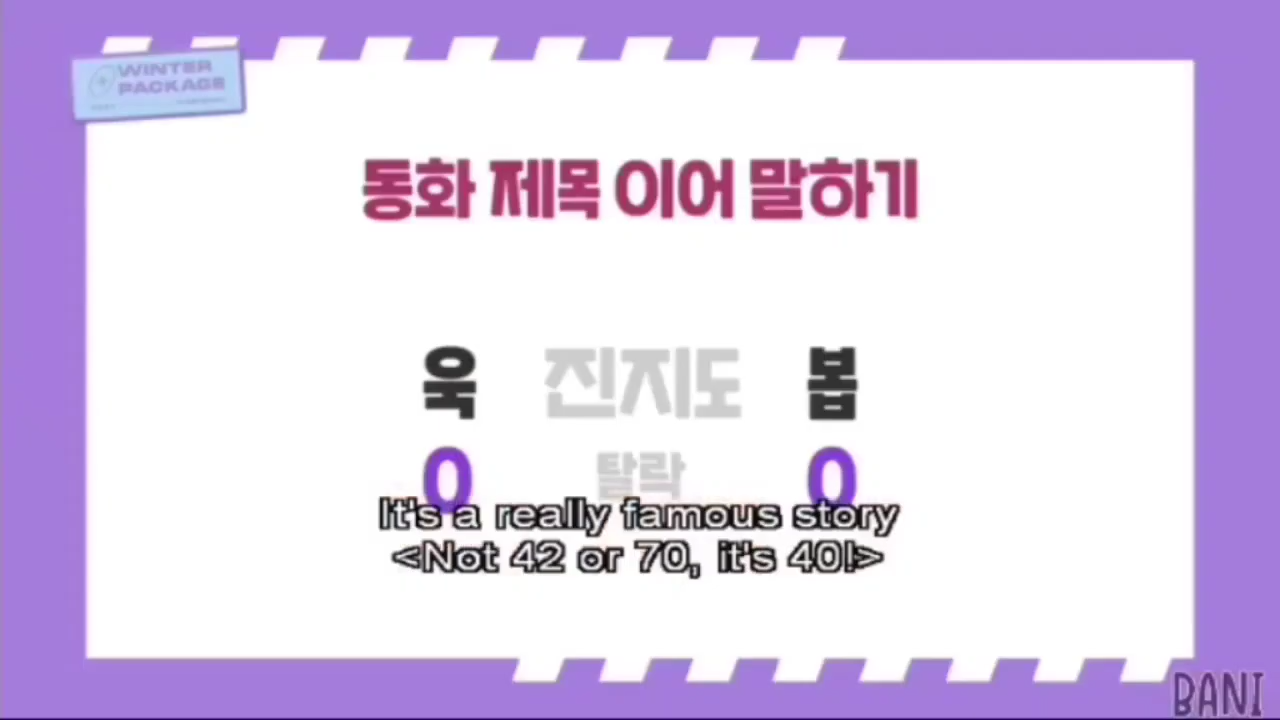 WINTER
PACKAGE
동화 제목 이어 말하기
욱 진지도 봅
0 탈락 0
It's a really famous story
<Not 42 or 70, it's 40!>
BANI